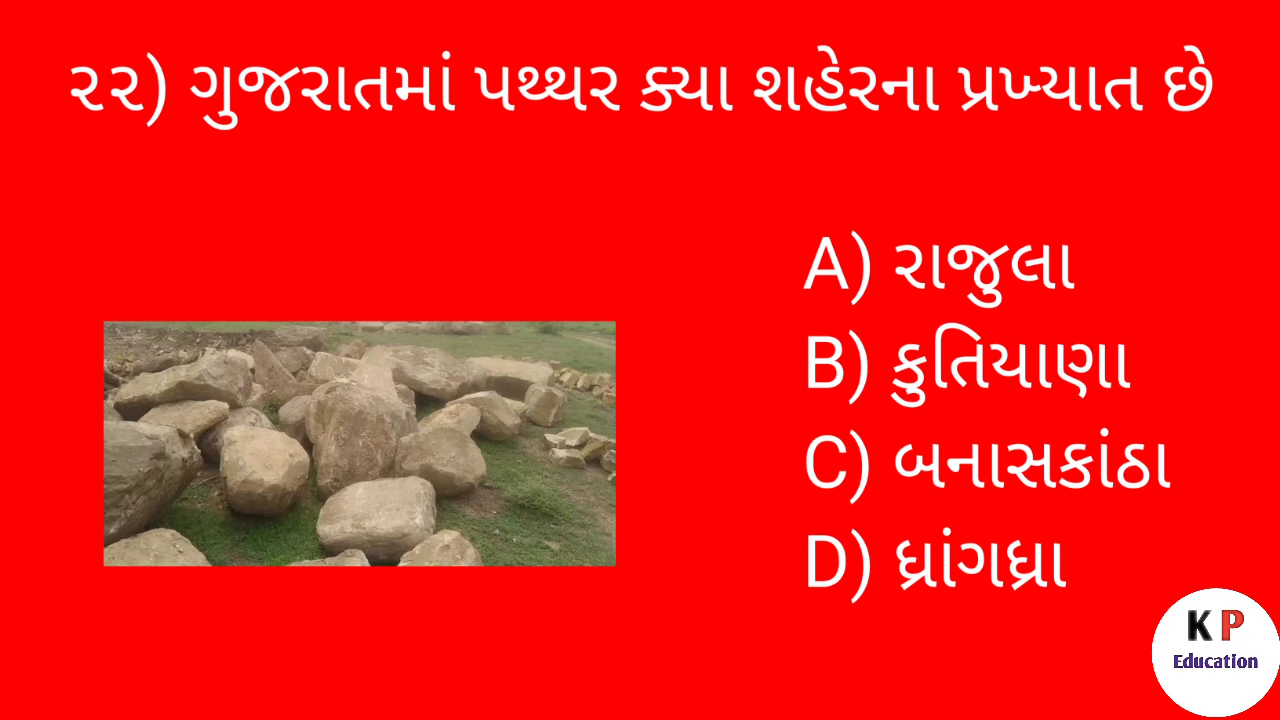 ૨૨) ગુજરાતમાં પથ્થર ક્યા શહેરના પ્રખ્યાત છે
A) રાજુલા
B) કુતિયાણા
C) બનાસકાંઠા
D) ધ્રાંગધ્રા
K P
Education